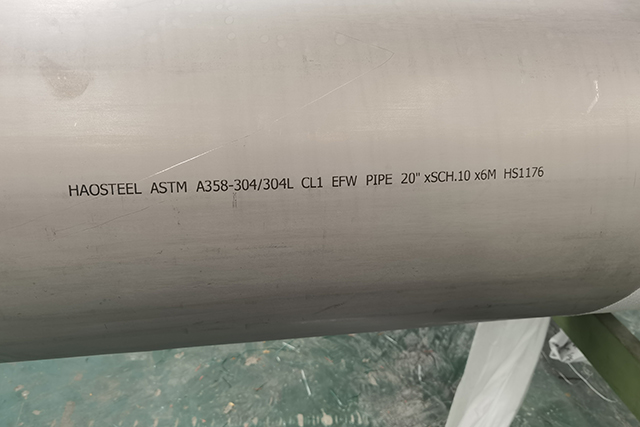 HAOSTEEL ASTM A358-304/304L CL1 EFW PIPE 20" xSCH.10 x6M HS1176